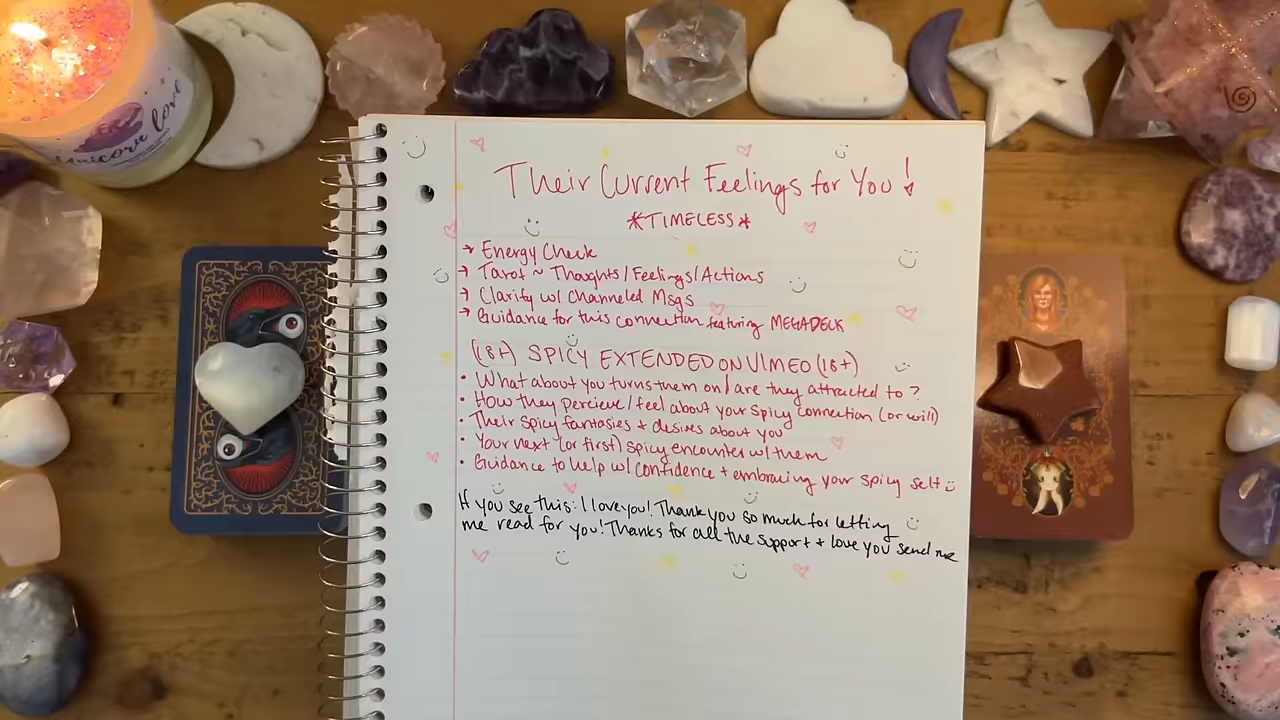 unicorn love
Their Current Feelings for You!
*TIMELESS*
→ Energy Check
→ Tarot ~ Thoughts/Feelings/Actions
→ Clarify w/ Channeled Msgs
→ Guidance for this connection featuring MEGADECK
(18+) SPICY EXTENDED ON VIMEO (18+)
• What about you turns them on/are they attracted to?
• How they percieve/feel about your spicy connection (or will)
• Their spicy fantasies + desires about you
• Your next (or first) spicy encounter w/ them
• Guidance to help w/ confidence + embracing your spicy self
If you see this: I love you! Thank you so much for letting
me read for you! Thanks for all the support + love you send me